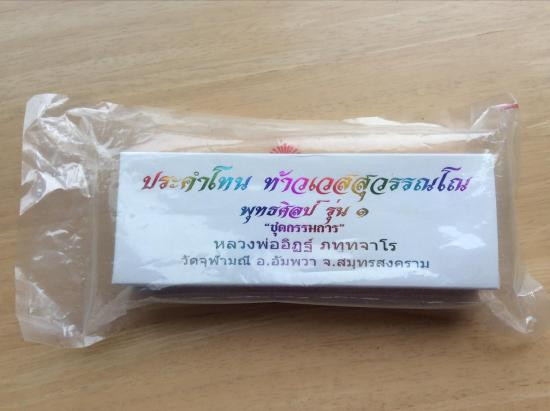 ประคำโทน ท้าวเวสสุวรรณโณ
พุทธศิลป์ รุ่น ๑
"ชุดกรรมการ"
หลวงพ่ออิฏฐ์ ภทฺทจาโร
วัดจุฬามณี อ.อัมพวา จ.สมุทรสงคราม